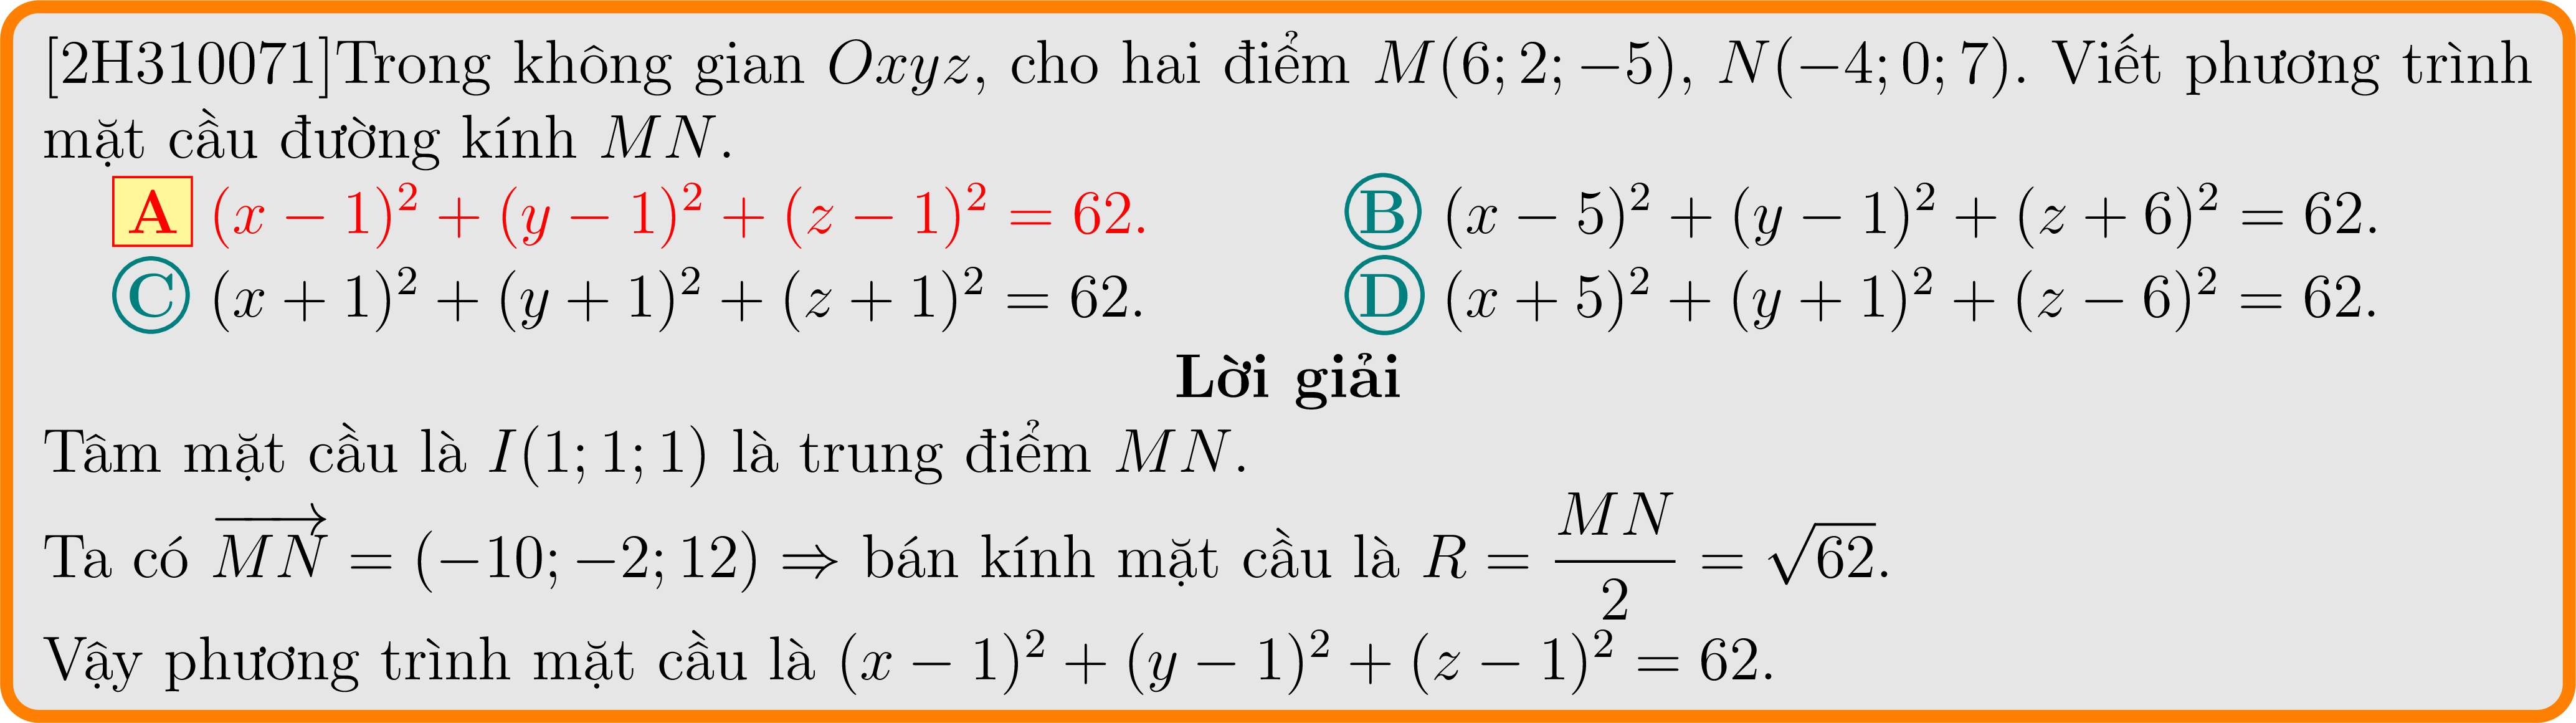 [2H310071]Trong không gian Oxyz, cho hai điểm M(6; 2; −5), N(−4; 0; 7). Viết phương trình
mặt cầu đường kính MN.
A (x − 1)² + (y − 1)² + (z − 1)² = 62. B (x − 5)² + (y − 1)² + (z + 6)² = 62.
C (x + 1)² + (y + 1)² + (z + 1)² = 62. D (x + 5)² + (y + 1)² + (z − 6)² = 62.
Lời giải
Tâm mặt cầu là I(1; 1; 1) là trung điểm MN.
Ta có $\overrightarrow{MN}$ = (−10; −2; 12) ⇒ bán kính mặt cầu là R = $\frac{MN}{2}$ = √62.
Vậy phương trình mặt cầu là (x − 1)² + (y − 1)² + (z − 1)² = 62.